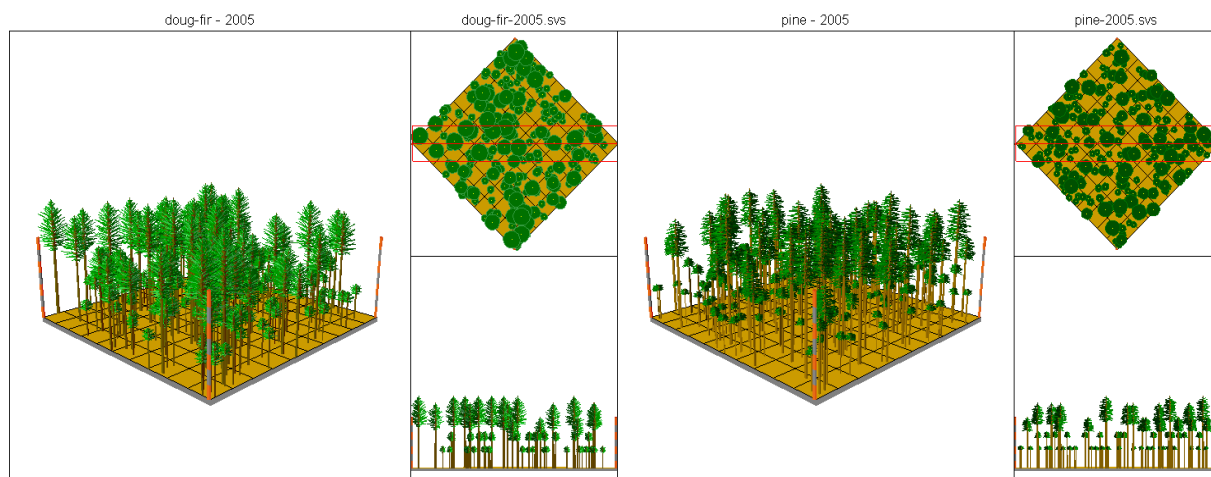 doug-fir - 2005
doug-fir-2005.svs
pine - 2005
pine-2005.svs